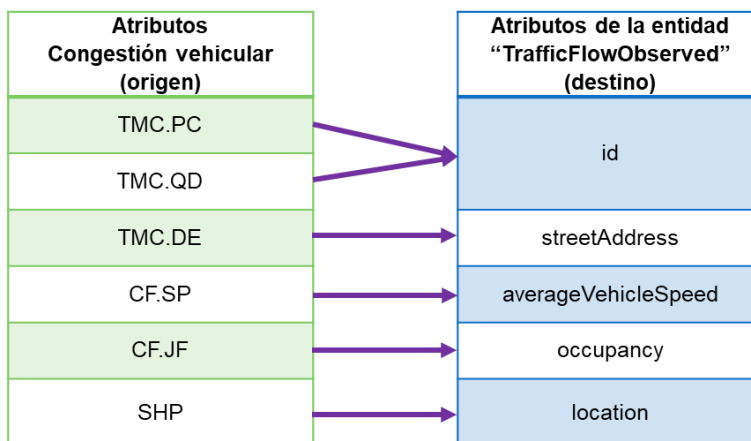 Atributos
Congestión vehicular
(origen)
TMC.PC
TMC.QD
TMC.DE
CF.SP
CF.JF
SHP
Atributos de la entidad
“TrafficFlowObserved”
(destino)
id
streetAddress
averageVehicleSpeed
occupancy
location